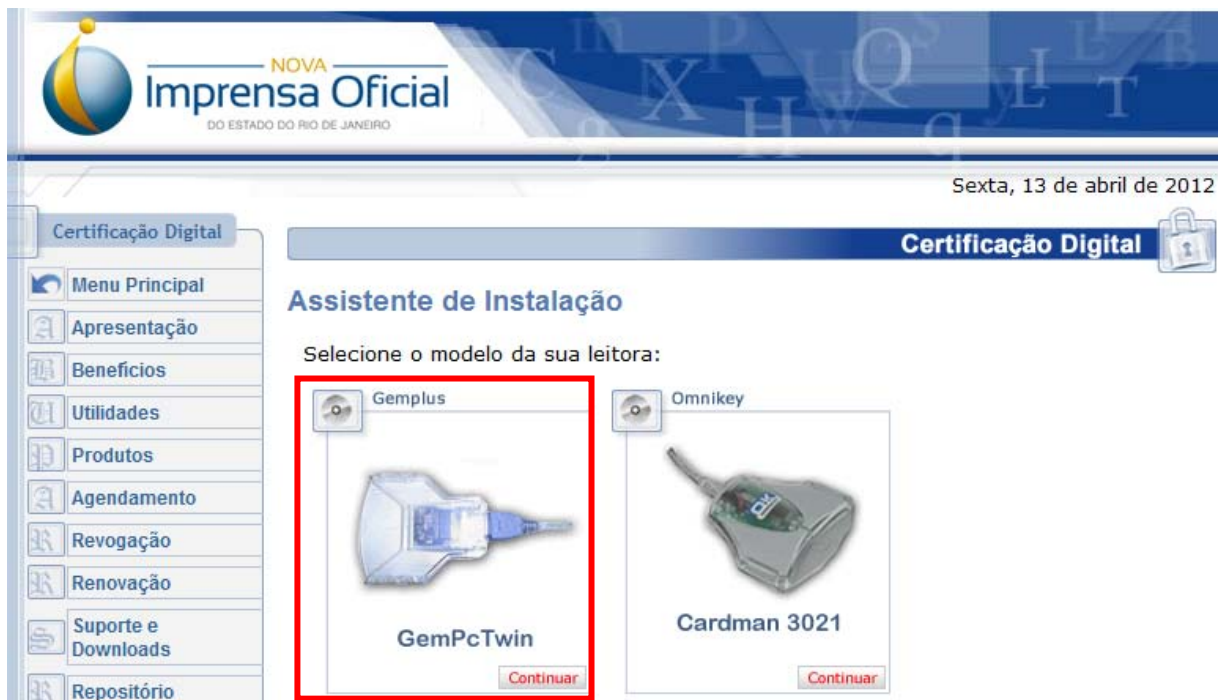 NOVA
Imprensa Oficial
DO ESTADO DO RIO DE JANEIRO
Sexta, 13 de abril de 2012
Certificação Digital
Certificação Digital
Menu Principal
Apresentação
Benefícios
Utilidades
Produtos
Agendamento
Revogação
Renovação
Suporte e
Downloads
Repositório
Assistente de Instalação
Selecione o modelo da sua leitora:
Gemplus
GemPcTwin
Continuar
Omnikey
OK
Cardman 3021
Continuar